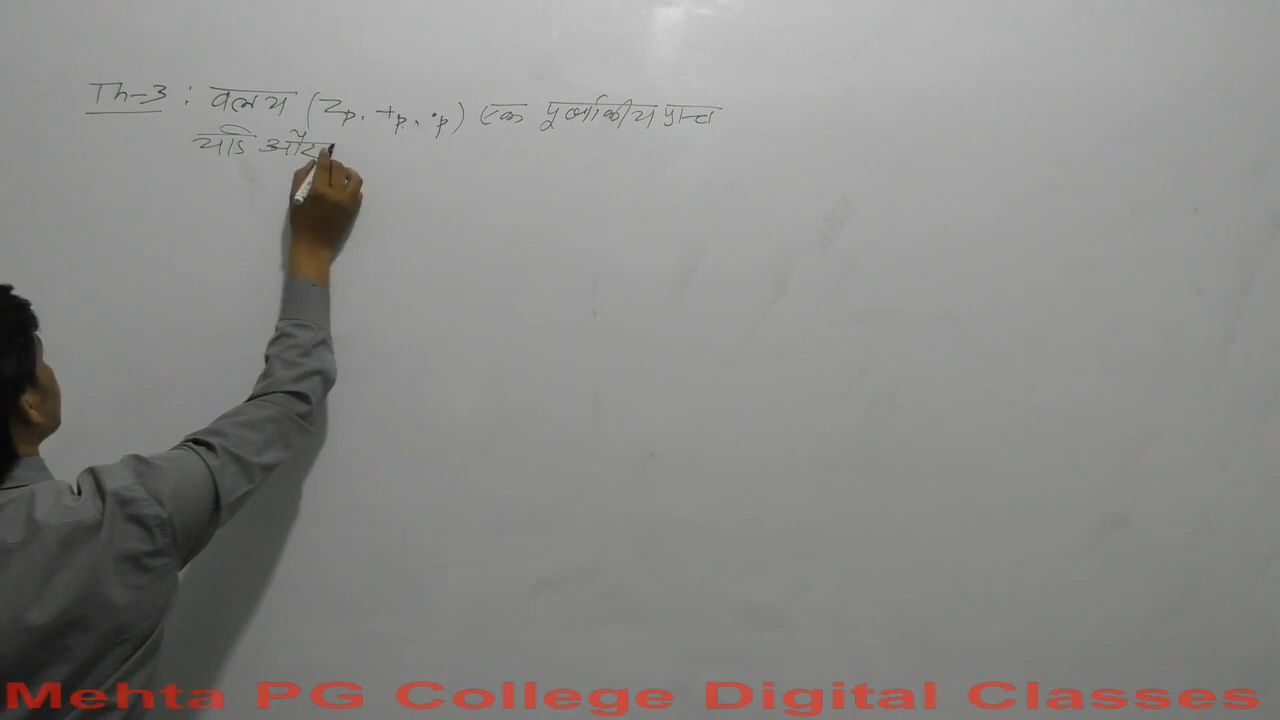 Th-3 : वलय (Zp, +p, ·p) एक पूर्णांकीय प्रान्त
यदि और
Mehta PG College Digital Classes